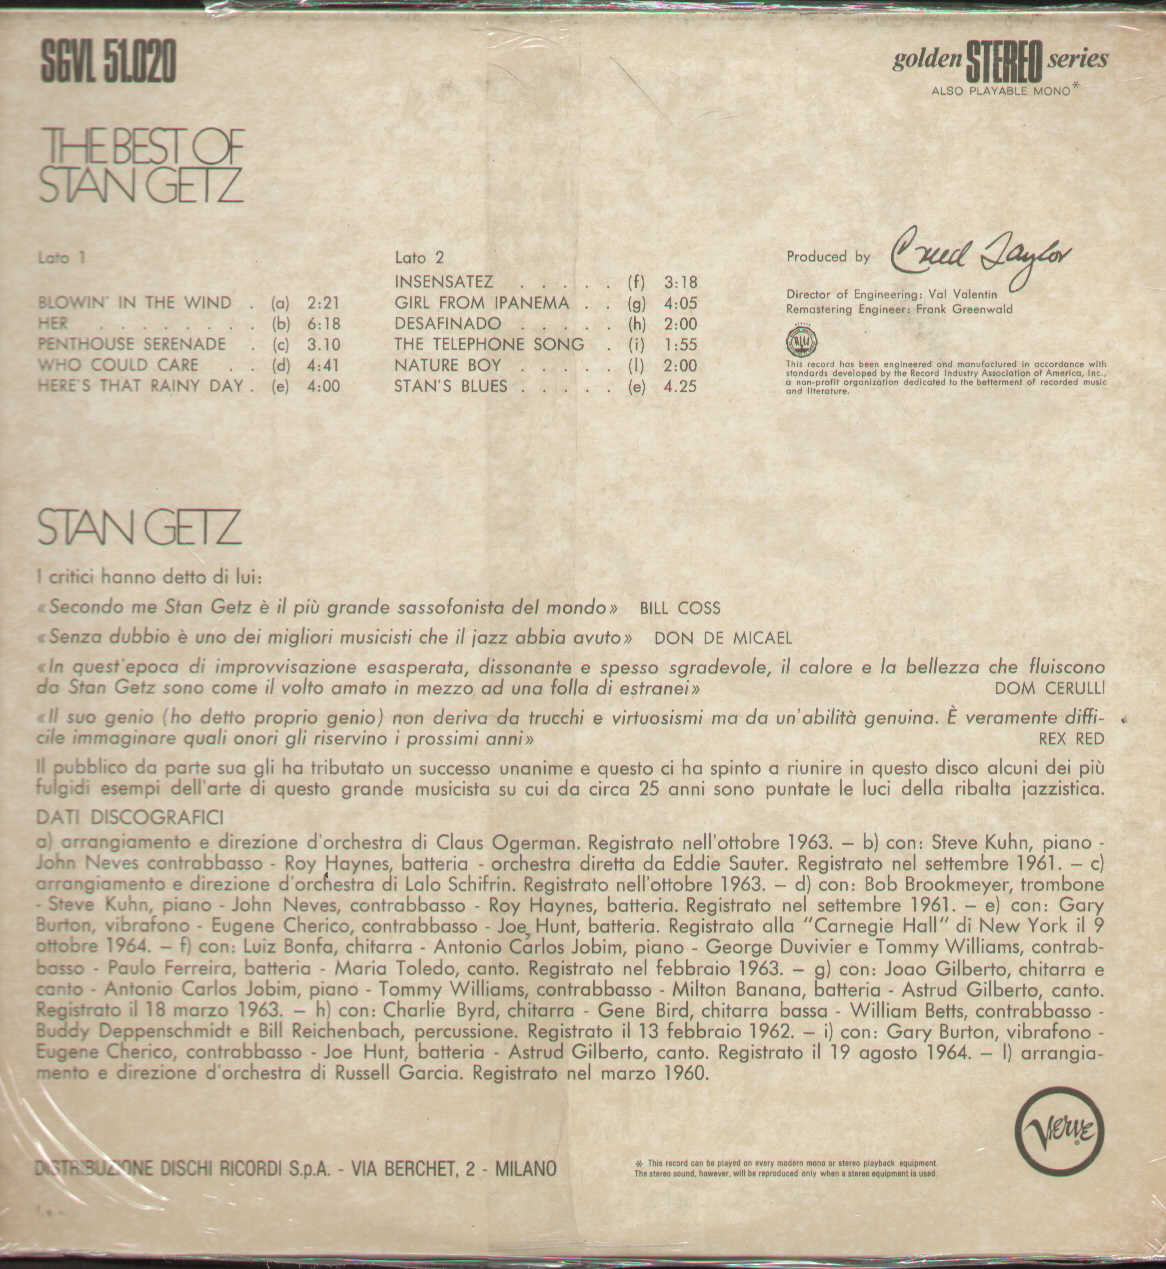 SGVL 51.020
golden STEREO series
ALSO PLAYABLE MONO*
THE BEST OF
STAN GETZ
Lato 1
BLOWIN' IN THE WIND . (a) 2:21
HER . . . . . . . . (b) 6:18
PENTHOUSE SERENADE . (c) 3.10
WHO COULD CARE . . (d) 4:41
HERE'S THAT RAINY DAY . (e) 4:00
Lato 2
INSENSATEZ . . . . . (f) 3:18
GIRL FROM IPANEMA . . (g) 4:05
DESAFINADO . . . . . (h) 2:00
THE TELEPHONE SONG . (i) 1:55
NATURE BOY . . . . . (l) 2:00
STAN'S BLUES . . . . . (e) 4.25
Produced by Creed Taylor
Director of Engineering: Val Valentin
Remastering Engineer: Frank Greenwald
This record has been engineered and manufactured in accordance with
standards developed by the Record Industry Association of America, Inc.,
a non-profit organization dedicated to the betterment of recorded music
and literature.
STAN GETZ
I critici hanno detto di lui:
«Secondo me Stan Getz è il più grande sassofonista del mondo» BILL COSS
«Senza dubbio è uno dei migliori musicisti che il jazz abbia avuto» DON DE MICAEL
«In quest'epoca di improvvisazione esasperata, dissonante e spesso sgradevole, il calore e la bellezza che fluiscono
da Stan Getz sono come il volto amato in mezzo ad una folla di estranei» DOM CERULLI
«Il suo genio (ho detto proprio genio) non deriva da trucchi e virtuosismi ma da un'abilità genuina. È veramente diffi-
cile immaginare quali onori gli riservino i prossimi anni» REX RED
Il pubblico da parte sua gli ha tributato un successo unanime e questo ci ha spinto a riunire in questo disco alcuni dei più
fulgidi esempi dell'arte di questo grande musicista su cui da circa 25 anni sono puntate le luci della ribalta jazzistica.
DATI DISCOGRAFICI
a) arrangiamento e direzione d'orchestra di Claus Ogerman. Registrato nell'ottobre 1963. – b) con: Steve Kuhn, piano -
John Neves contrabbasso - Roy Haynes, batteria - orchestra diretta da Eddie Sauter. Registrato nel settembre 1961. – c)
arrangiamento e direzione d'orchestra di Lalo Schifrin. Registrato nell'ottobre 1963. – d) con: Bob Brookmeyer, trombone
- Steve Kuhn, piano - John Neves, contrabbasso - Roy Haynes, batteria. Registrato nel settembre 1961. – e) con: Gary
Burton, vibrafono - Eugene Cherico, contrabbasso - Joe Hunt, batteria. Registrato alla "Carnegie Hall" di New York il 9
ottobre 1964. – f) con: Luiz Bonfa, chitarra - Antonio Carlos Jobim, piano - George Duvivier e Tommy Williams, contrab-
basso - Paulo Ferreira, batteria - Maria Toledo, canto. Registrato nel febbraio 1963. – g) con: Joao Gilberto, chitarra e
canto - Antonio Carlos Jobim, piano - Tommy Williams, contrabbasso - Milton Banana, batteria - Astrud Gilberto, canto.
Registrato il 18 marzo 1963. – h) con: Charlie Byrd, chitarra - Gene Bird, chitarra bassa - William Betts, contrabbasso -
Buddy Deppenschmidt e Bill Reichenbach, percussione. Registrato il 13 febbraio 1962. – i) con: Gary Burton, vibrafono -
Eugene Cherico, contrabbasso - Joe Hunt, batteria - Astrud Gilberto, canto. Registrato il 19 agosto 1964. – l) arrangia-
mento e direzione d'orchestra di Russell Garcia. Registrato nel marzo 1960.
Verve
DISTRIBUZIONE DISCHI RICORDI S.p.A. - VIA BERCHET, 2 - MILANO
* This record can be played on every modern mono or stereo playback equipment.
The stereo sound, however, will be reproduced only when a stereo equipment is used.